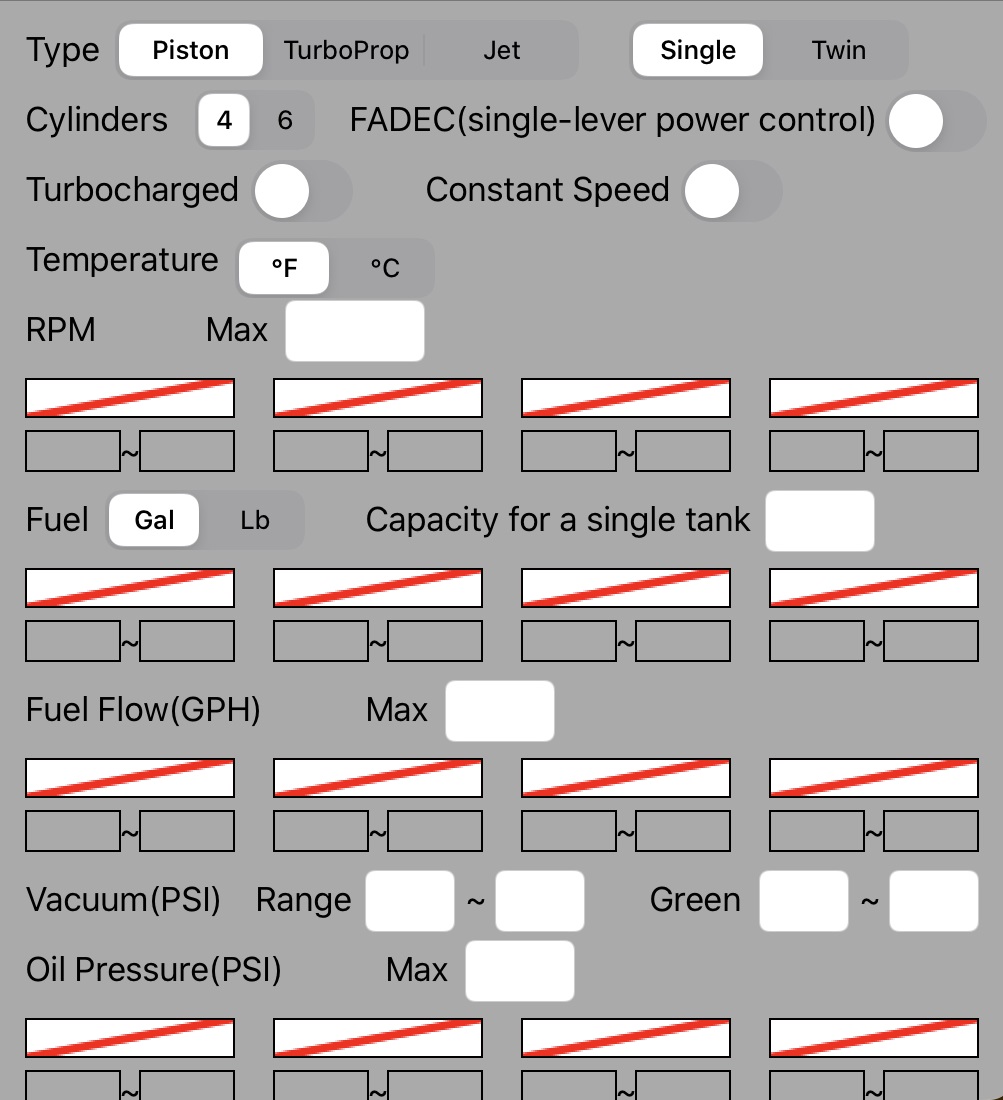 Type Piston TurboProp Jet Single Twin
Cylinders 4 6 FADEC(single-lever power control)
Turbocharged Constant Speed
Temperature °F °C
RPM Max
~ ~ ~ ~
Fuel Gal Lb Capacity for a single tank
~ ~ ~ ~
Fuel Flow(GPH) Max
~ ~ ~ ~
Vacuum(PSI) Range ~ Green ~
Oil Pressure(PSI) Max
~ ~ ~ ~